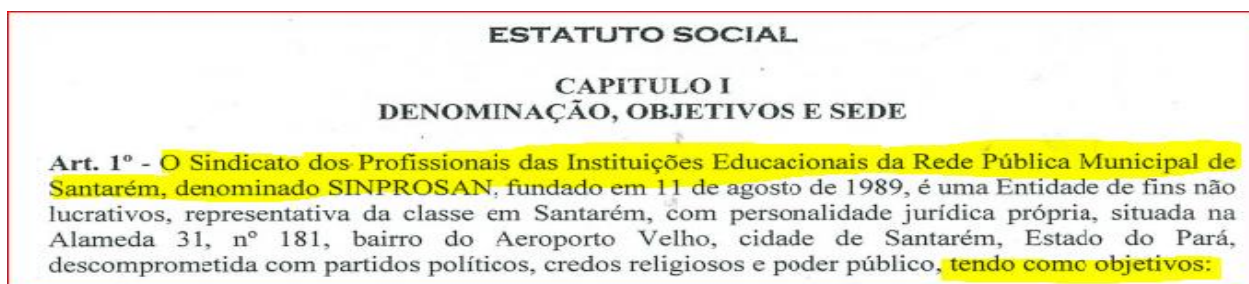 ESTATUTO SOCIAL
CAPITULO I
DENOMINAÇÃO, OBJETIVOS E SEDE
Art. 1º - O Sindicato dos Profissionais das Instituições Educacionais da Rede Pública Municipal de
Santarém, denominado SINPROSAN, fundado em 11 de agosto de 1989, é uma Entidade de fins não
lucrativos, representativa da classe em Santarém, com personalidade jurídica própria, situada na
Alameda 31, nº 181, bairro do Aeroporto Velho, cidade de Santarém, Estado do Pará,
descomprometida com partidos políticos, credos religiosos e poder público, tendo como objetivos: